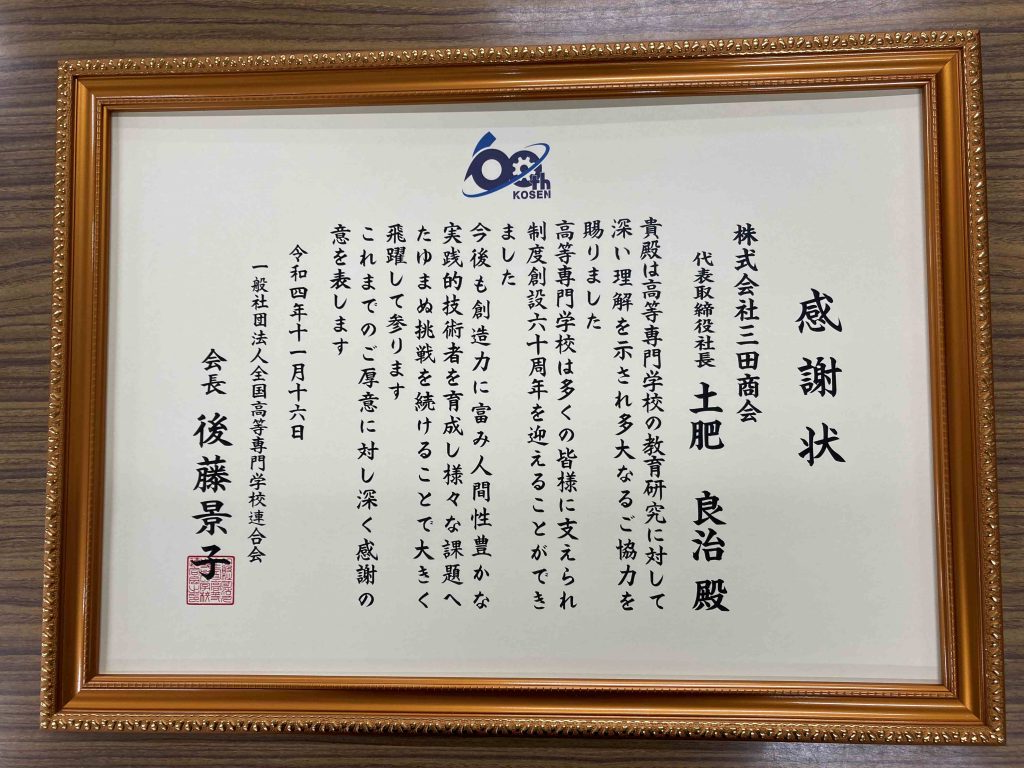 60th
KOSEN
感謝状
株式会社三田商会
代表取締役社長 土肥 良治 殿
貴殿は高等専門学校の教育研究に対して
深い理解を示され多大なるご協力を
賜りました
高等専門学校は多くの皆様に支えられ
制度創設六十周年を迎えることができ
ました
今後も創造力に富み人間性豊かな
実践的技術者を育成し様々な課題へ
たゆまぬ挑戦を続けることで大きく
飛躍して参ります
これまでのご厚意に対し深く感謝の
意を表します
令和四年十一月十六日
一般社団法人全国高等専門学校連合会
会長 後藤景子